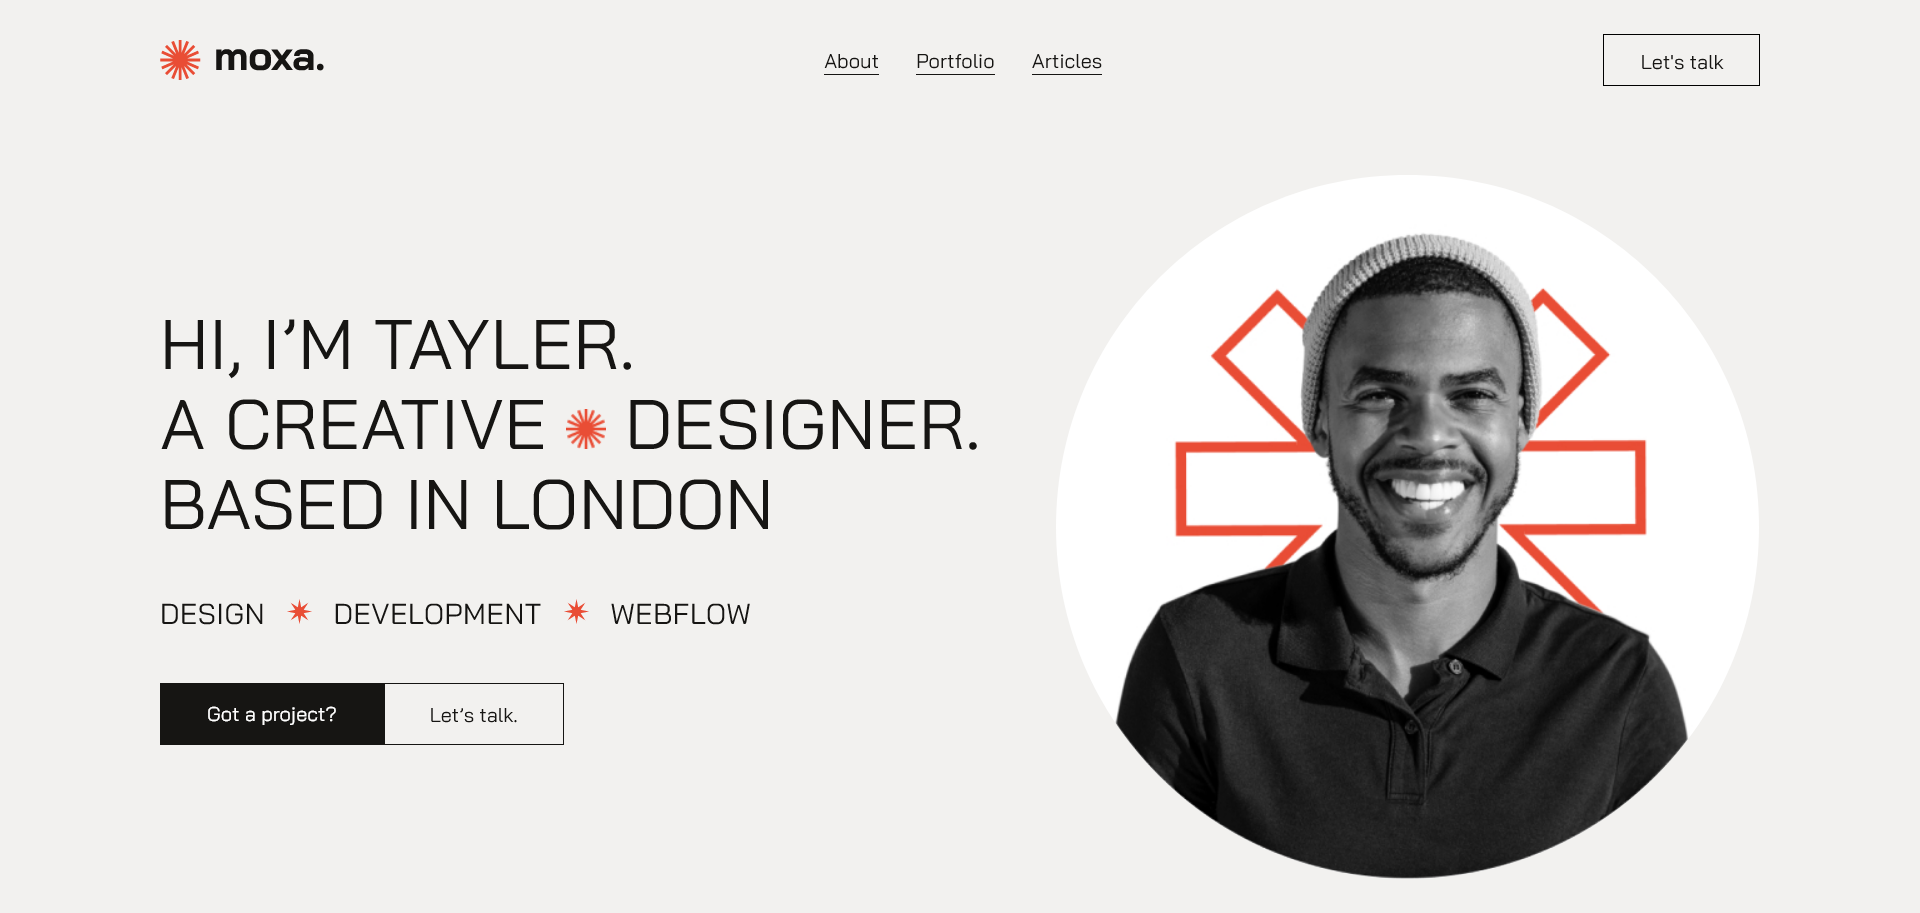 moxa.
About Portfolio Articles
Let's talk
HI, I’M TAYLER.
A CREATIVE DESIGNER.
BASED IN LONDON
DESIGN DEVELOPMENT WEBFLOW
Got a project? Let’s talk.